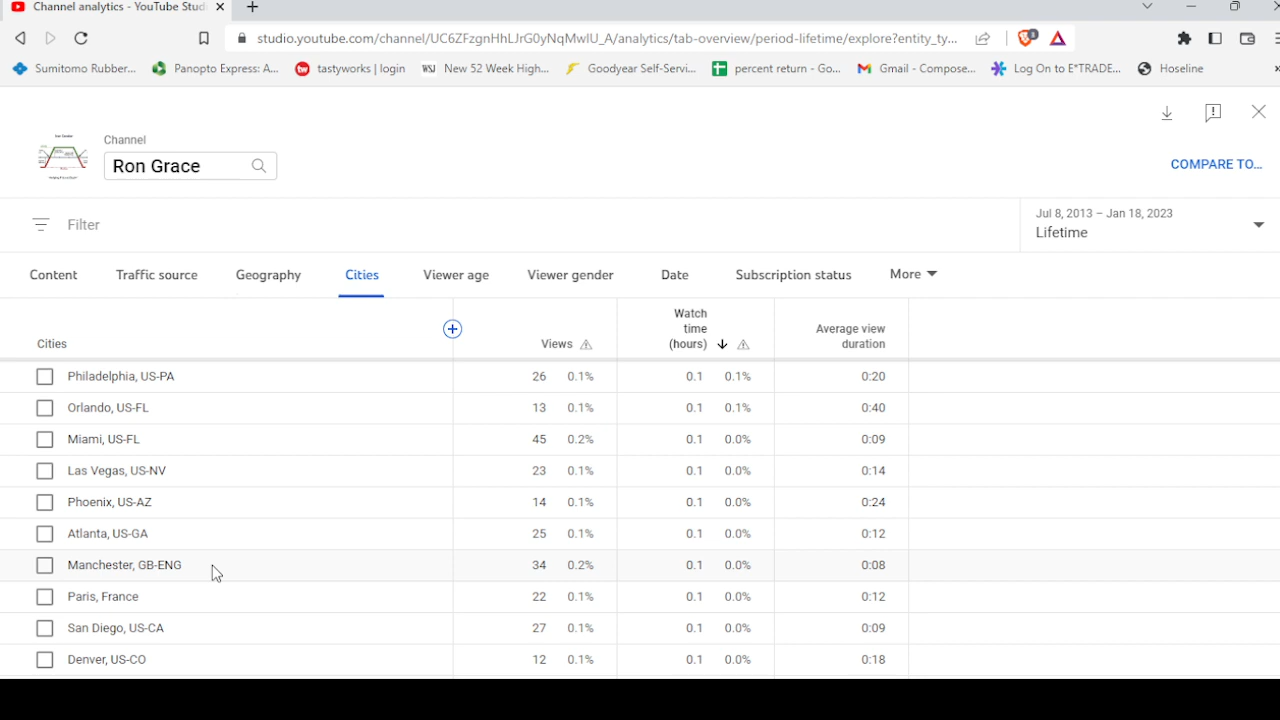 Channel analytics - YouTube Studi
studio.youtube.com/channel/UC6ZFzgnHhLJrG0yNqMwIU_A/analytics/tab-overview/period-lifetime/explore?entity_ty...
Sumitomo Rubber... Panopto Express: A... tastyworks | login New 52 Week High... Goodyear Self-Servi... percent return - Go... Gmail - Compose... Log On to E*TRADE... Hoseline
Channel
Ron Grace
COMPARE TO...
Filter
Jul 8, 2013 – Jan 18, 2023
Lifetime
Content Traffic source Geography Cities Viewer age Viewer gender Date Subscription status More
Cities Views Watch time (hours) Average view duration
Philadelphia, US-PA 26 0.1% 0.1 0.1% 0:20
Orlando, US-FL 13 0.1% 0.1 0.1% 0:40
Miami, US-FL 45 0.2% 0.1 0.0% 0:09
Las Vegas, US-NV 23 0.1% 0.1 0.0% 0:14
Phoenix, US-AZ 14 0.1% 0.1 0.0% 0:24
Atlanta, US-GA 25 0.1% 0.1 0.0% 0:12
Manchester, GB-ENG 34 0.2% 0.1 0.0% 0:08
Paris, France 22 0.1% 0.1 0.0% 0:12
San Diego, US-CA 27 0.1% 0.1 0.0% 0:09
Denver, US-CO 12 0.1% 0.1 0.0% 0:18